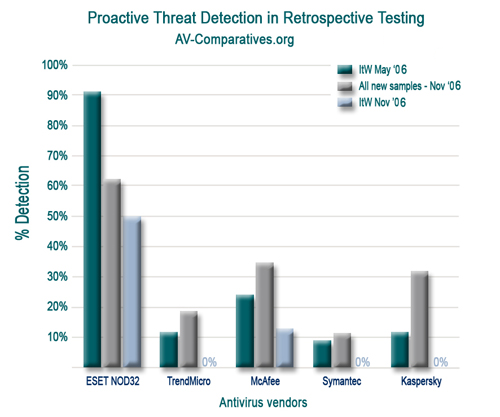 Proactive Threat Detection in Retrospective Testing
AV-Comparatives.org
ItW May '06
All new samples - Nov '06
ItW Nov '06
% Detection
100%
90%
80%
70%
60%
50%
40%
30%
20%
10%
0%
0%
0%
ESET NOD32
TrendMicro
McAfee
Symantec
Kaspersky
Antivirus vendors